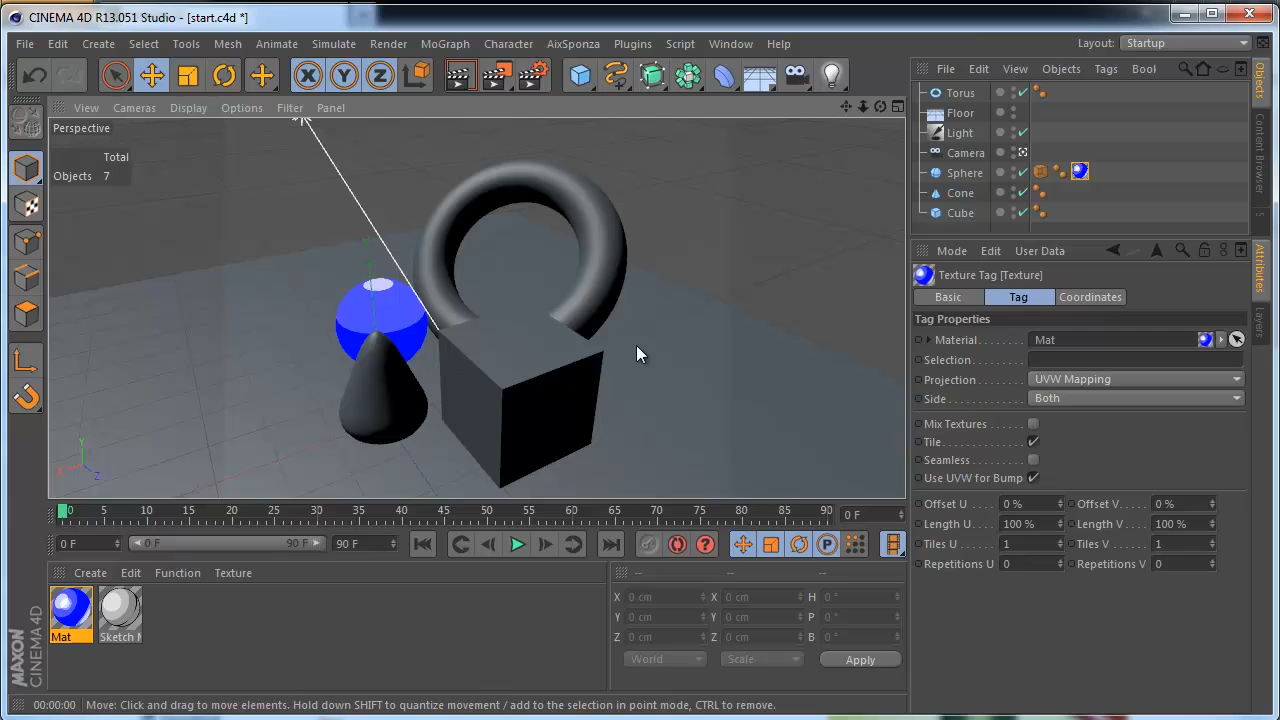 CINEMA 4D R13.051 Studio - [start.c4d *]
File Edit Create Select Tools Mesh Animate Simulate Render MoGraph Character AixSponza Plugins Script Window Help Layout: Startup
File Edit View Objects Tags Bool
View Cameras Display Options Filter Panel
Perspective
Total
Objects 7
Torus
Floor
Light
Camera
Sphere
Cone
Cube
Objects
Content Browser
S
Mode Edit User Data
Attributes
Layers
Texture Tag [Texture]
Basic Tag Coordinates
Tag Properties
Material Mat
Selection
Projection UVW Mapping
Side Both
Mix Textures
Tile
Seamless
Use UVW for Bump
Offset U 0 % Offset V 0 %
Length U 100 % Length V 100 %
Tiles U 1 Tiles V 1
Repetitions U 0 Repetitions V 0
X Y Z
Y
X Z
0 5 10 15 20 25 30 35 40 45 50 55 60 65 70 75 80 85 90 0 F
0 F 0 F 90 F 90 F
Create Edit Function Texture
Mat Sketch M
-- -- --
X 0 cm X 0 cm H 0 °
Y 0 cm Y 0 cm P 0 °
Z 0 cm Z 0 cm B 0 °
World Scale Apply
MAXON
CINEMA 4D
00:00:00 Move: Click and drag to move elements. Hold down SHIFT to quantize movement / add to the selection in point mode, CTRL to remove.